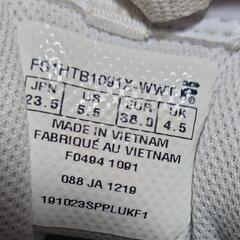 F01HTB1091X-WWT
JPN US EUR UK
23.5 5.5 38.0 4.5
MADE IN VIETNAM
FABRIQUÉ AU VIETNAM
F0494 1091
088 JA 1219
191023SPPLUKF1